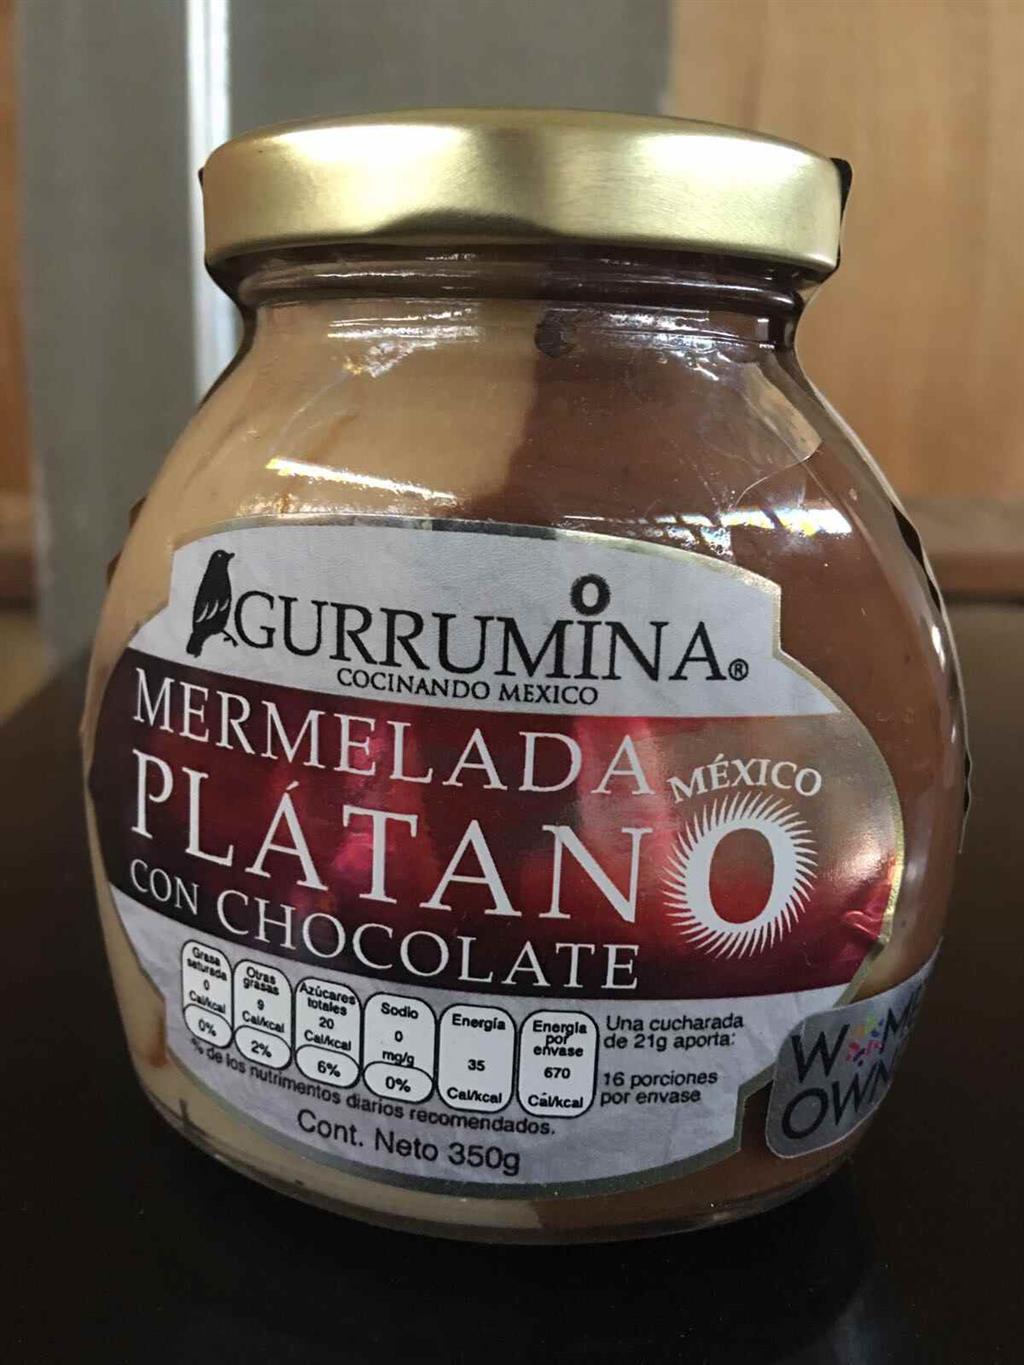 GURRUMINA®
COCINANDO MEXICO
MERMELADA
PLÁTANO
MÉXICO
CON CHOCOLATE
Grasa
saturada
0
Cal/kcal
0%
Otras
grasas
9
Cal/kcal
2%
Azúcares
totales
20
Cal/kcal
6%
Sodio
0
mg/g
0%
Energía
35
Cal/kcal
Energía
por
envase
670
Cal/kcal
Una cucharada
de 21g aporta:
16 porciones
por envase
% de los nutrimentos diarios recomendados.
Cont. Neto 350g